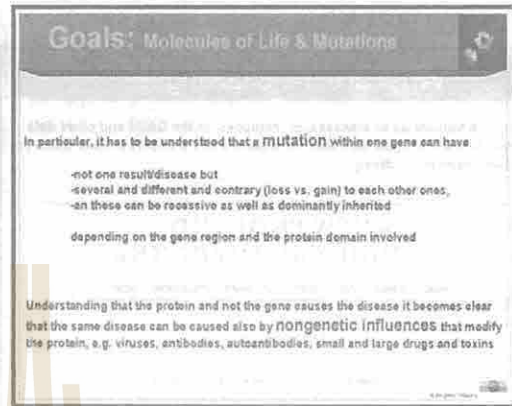 Goals: Molecules of Life & Mutations
In particular, it has to be understood that a mutation within one gene can have
-not one result/disease but
-several and different and contrary (loss vs. gain) to each other ones,
-an these can be recessive as well as dominantly inherited
depending on the gene region and the protein domain involved
Understanding that the protein and not the gene causes the disease it becomes clear
that the same disease can be caused also by nongenetic influences that modify
the protein, e.g. viruses, antibodies, autoantibodies, small and large drugs and toxins